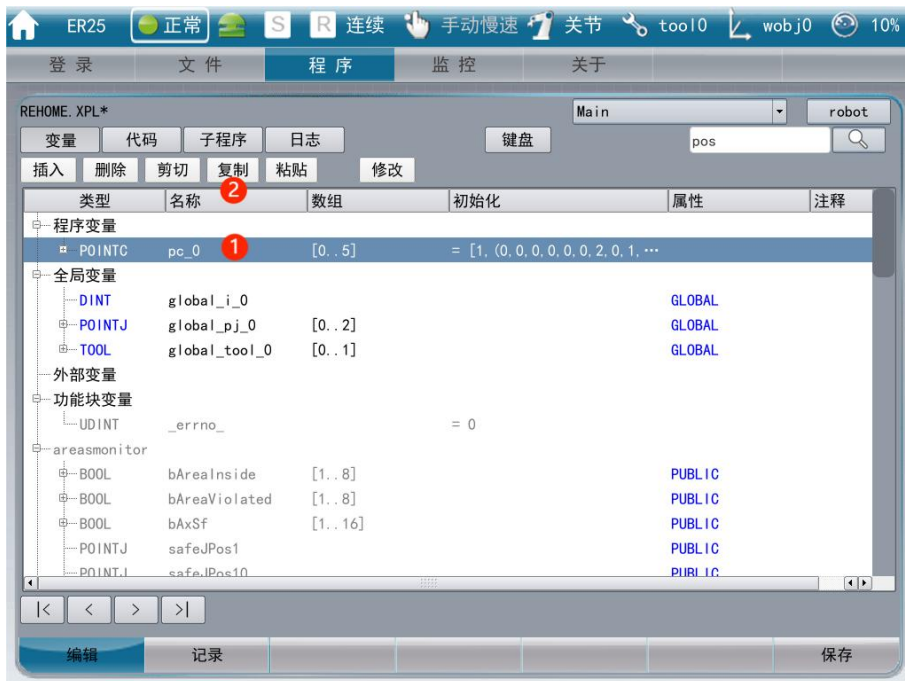 ER25 正常 S R 连续 手动慢速 关节 tool0 wobj0 10%
登录 文件 程序 监控 关于
REHOME.XPL* Main robot
变量 代码 子程序 日志 键盘 pos
插入 删除 剪切 复制 粘贴 修改
2
类型 名称 数组 初始化 属性 注释
程序变量
POINTC pc_0 1 [0..5] = [1, (0, 0, 0, 0, 0, 0, 2, 0, 1, …
全局变量
DINT global_i_0 GLOBAL
POINTJ global_pj_0 [0..2] GLOBAL
TOOL global_tool_0 [0..1] GLOBAL
外部变量
功能块变量
UDINT _errno_ = 0
areasmonitor
BOOL bAreaInside [1..8] PUBLIC
BOOL bAreaViolated [1..8] PUBLIC
BOOL bAxSf [1..16] PUBLIC
POINTJ safeJPos1 PUBLIC
POINTJ safeJPos10 PUBLIC
|< < > >|
编辑 记录 保存